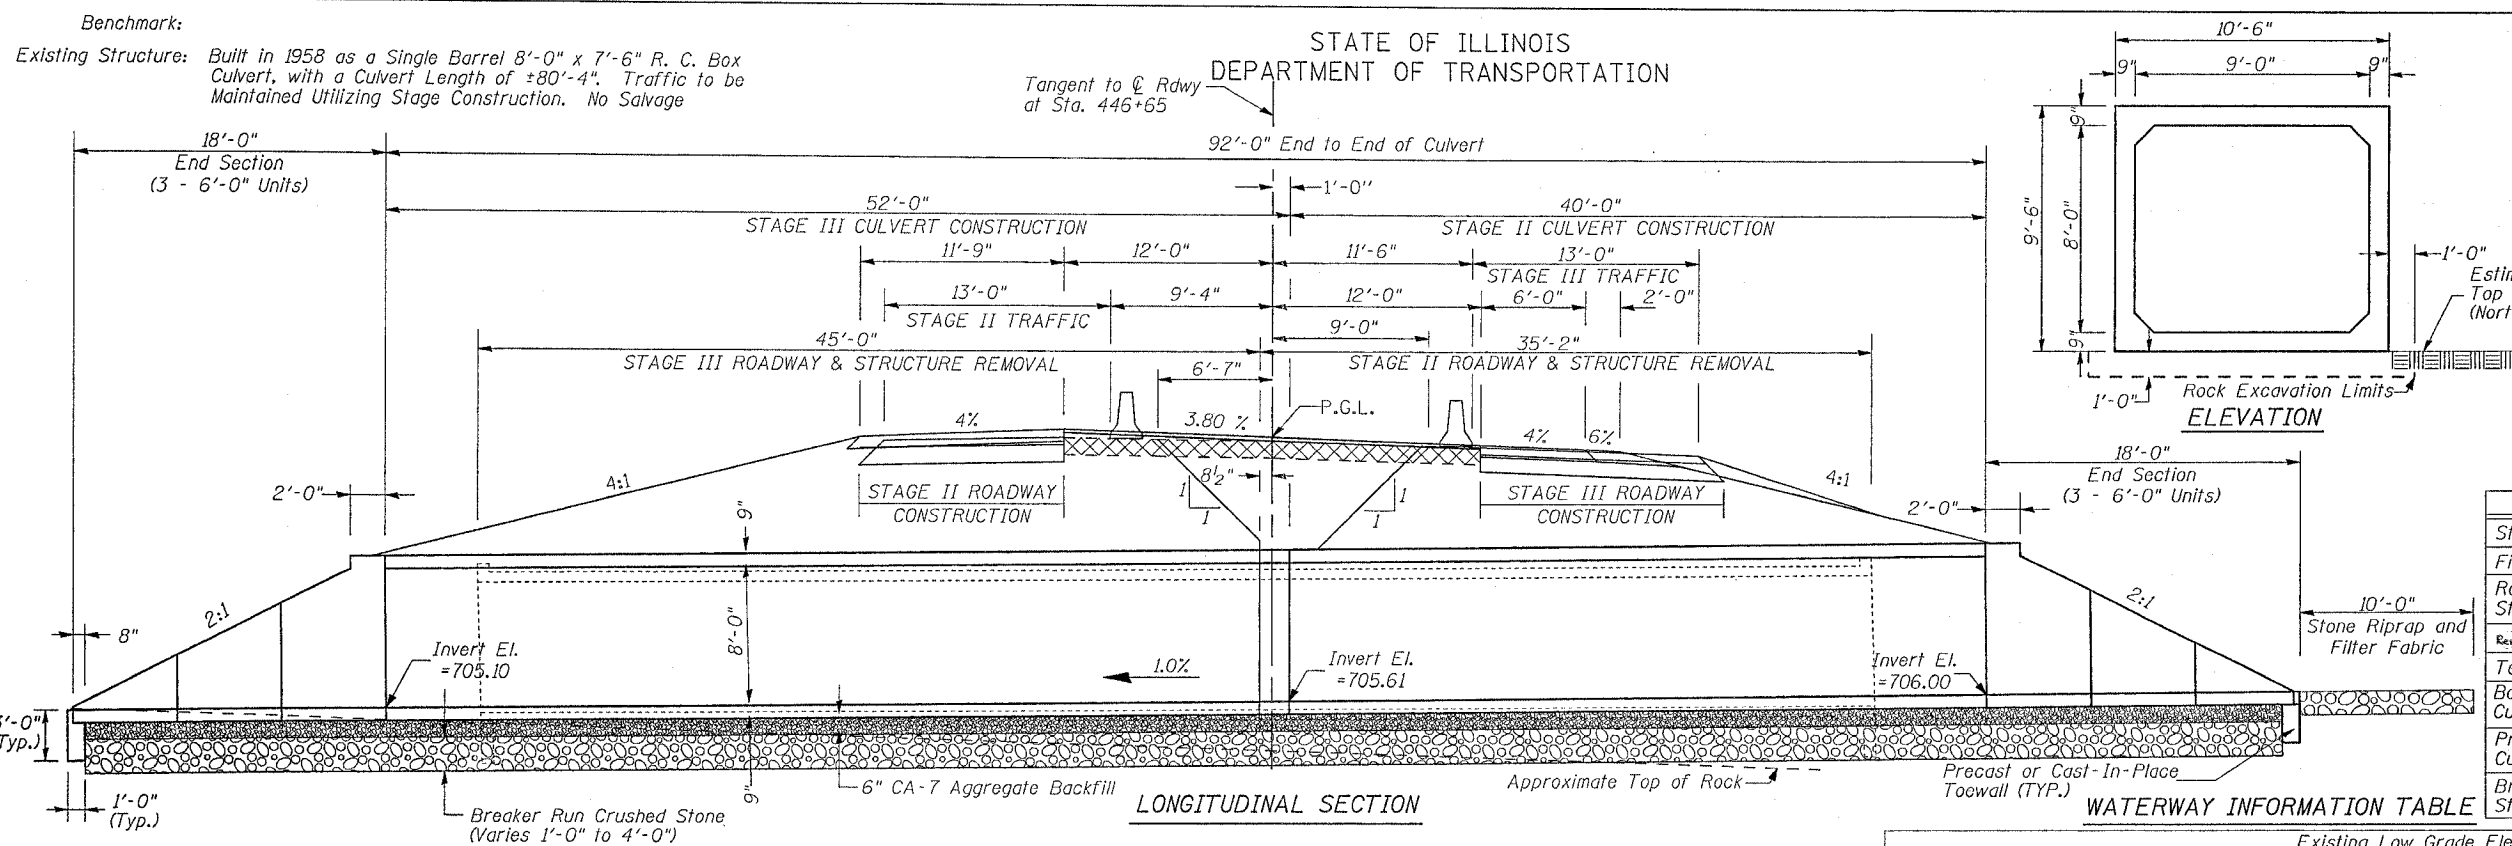 Benchmark:
Existing Structure: Built in 1958 as a Single Barrel 8'-0" x 7'-6" R. C. Box
Culvert, with a Culvert Length of ±80'-4". Traffic to be
Maintained Utilizing Stage Construction. No Salvage
STATE OF ILLINOIS
DEPARTMENT OF TRANSPORTATION
Tangent to ℄ Rdwy
at Sta. 446+65
18'-0"
End Section
(3 - 6'-0" Units)
92'-0" End to End of Culvert
1'-0"
52'-0"
STAGE III CULVERT CONSTRUCTION
40'-0"
STAGE II CULVERT CONSTRUCTION
11'-9"
12'-0"
11'-6"
13'-0"
STAGE III TRAFFIC
13'-0"
STAGE II TRAFFIC
9'-4"
12'-0"
6'-0"
2'-0"
9'-0"
45'-0"
STAGE III ROADWAY & STRUCTURE REMOVAL
35'-2"
STAGE II ROADWAY & STRUCTURE REMOVAL
6'-7"
P.G.L.
4%
3.80 %
4%
6%
4:1
4:1
2'-0"
STAGE II ROADWAY
CONSTRUCTION
8½"
1
1
1
1
STAGE III ROADWAY
CONSTRUCTION
18'-0"
End Section
(3 - 6'-0" Units)
2'-0"
9"
2:1
2:1
8"
8'-0"
10'-0"
Stone Riprap and
Filter Fabric
Invert El.
=705.10
1.0%
Invert El.
=705.61
Invert El.
=706.00
(Typ.)
1'-0"
(Typ.)
Breaker Run Crushed Stone
(Varies 1'-0" to 4'-0")
9"
6" CA-7 Aggregate Backfill
LONGITUDINAL SECTION
Approximate Top of Rock
Precast or Cast-In-Place
Toewall (TYP.)
10'-6"
9"
9'-0"
9"
9"
9'-6"
8'-0"
9"
1'-0"
Top
1'-0"
Rock Excavation Limits
ELEVATION
WATERWAY INFORMATION TABLE
Existing Low Grade